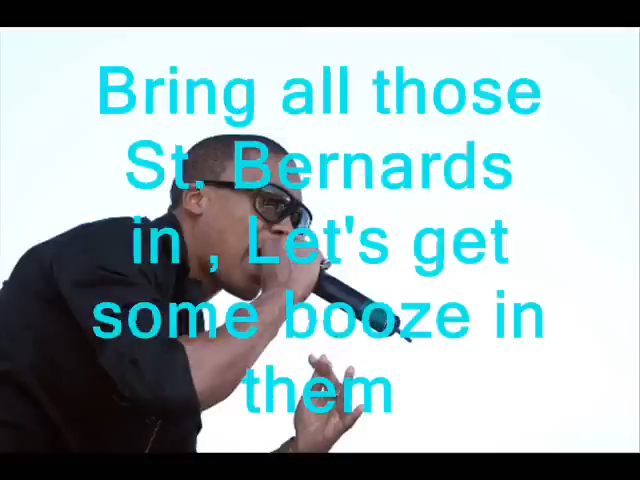 Bring all those
St. Bernards
in , Let's get
some booze in
them